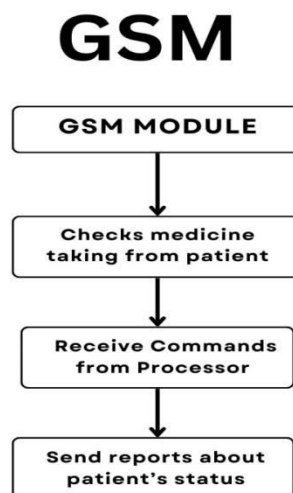 GSM
GSM MODULE
Checks medicine
taking from patient
Receive Commands
from Processor
Send reports about
patient's status